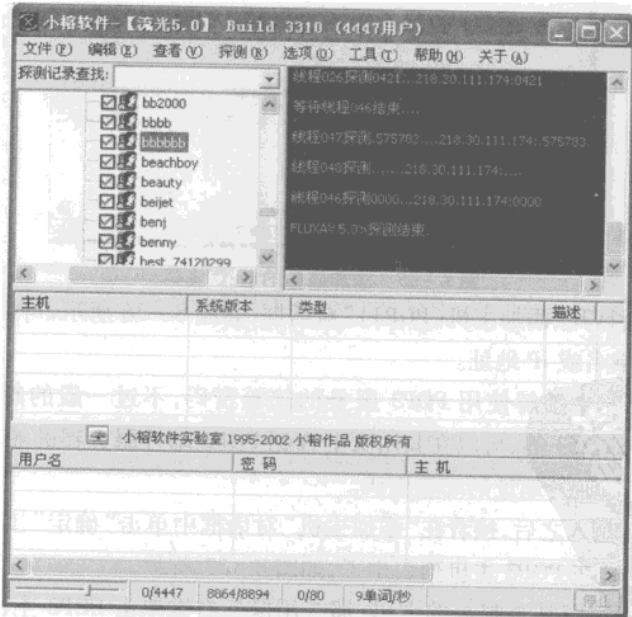 小榕软件-【流光5.0】 Build 3310 (4447用户)
文件(F) 编辑(E) 查看(V) 探测(R) 选项(O) 工具(T) 帮助(H) 关于(A)
探测记录查找:
bb2000
bbbb
bbbbbb
beachboy
beauty
beijet
benj
benny
best_74120299
线程026探测0421...218.30.111.174:0421
等待线程046结束....
线程047探测.575782....218.30.111.174:.575783.
线程048探测.,....218.30.111.174:....
线程046探测0000...218.30.111.174:0000
FLUXAY 5.0>探测结束.
主机 系统版本 类型 描述
小榕软件实验室 1995-2002 小榕作品 版权所有
用户名 密码 主机
0/4447 8864/8894 0/80 9单词/秒 停止